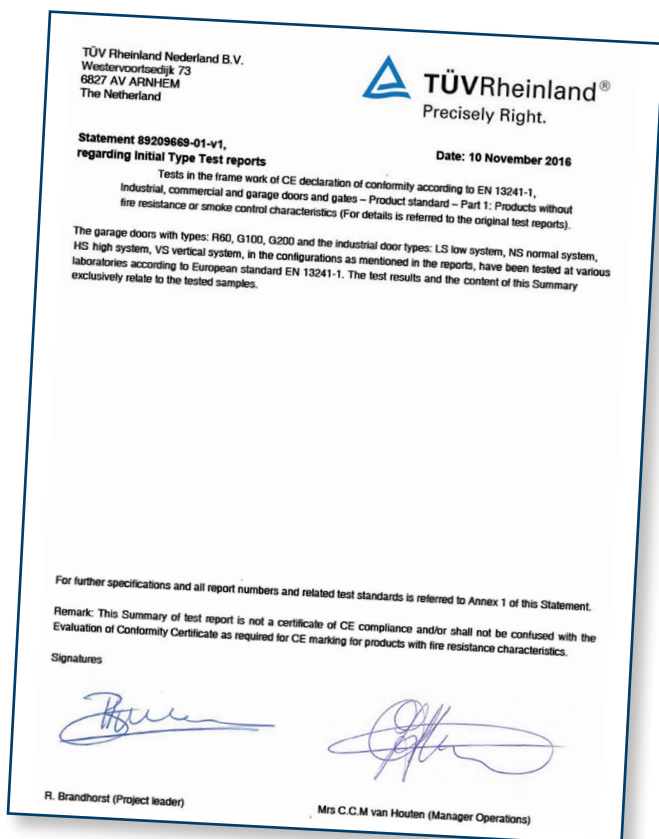 TÜV Rheinland Nederland B.V.
Westervoortsedijk 73
6827 AV ARNHEM
The Netherland
TÜVRheinland®
Precisely Right.
Statement 89209669-01-v1,
regarding Initial Type Test reports
Date: 10 November 2016
Tests in the frame work of CE declaration of conformity according to EN 13241-1,
Industrial, commercial and garage doors and gates – Product standard – Part 1: Products without
fire resistance or smoke control characteristics (For details is referred to the original test reports).
The garage doors with types: R60, G100, G200 and the industrial door types: LS low system, NS normal system,
HS high system, VS vertical system, in the configurations as mentioned in the reports, have been tested at various
laboratories according to European standard EN 13241-1. The test results and the content of this Summary
exclusively relate to the tested samples.
For further specifications and all report numbers and related test standards is referred to Annex 1 of this Statement.
Remark: This Summary of test report is not a certificate of CE compliance and/or shall not be confused with the
Evaluation of Conformity Certificate as required for CE marking for products with fire resistance characteristics.
Signatures
R. Brandhorst (Project leader)
Mrs C.C.M van Houten (Manager Operations)